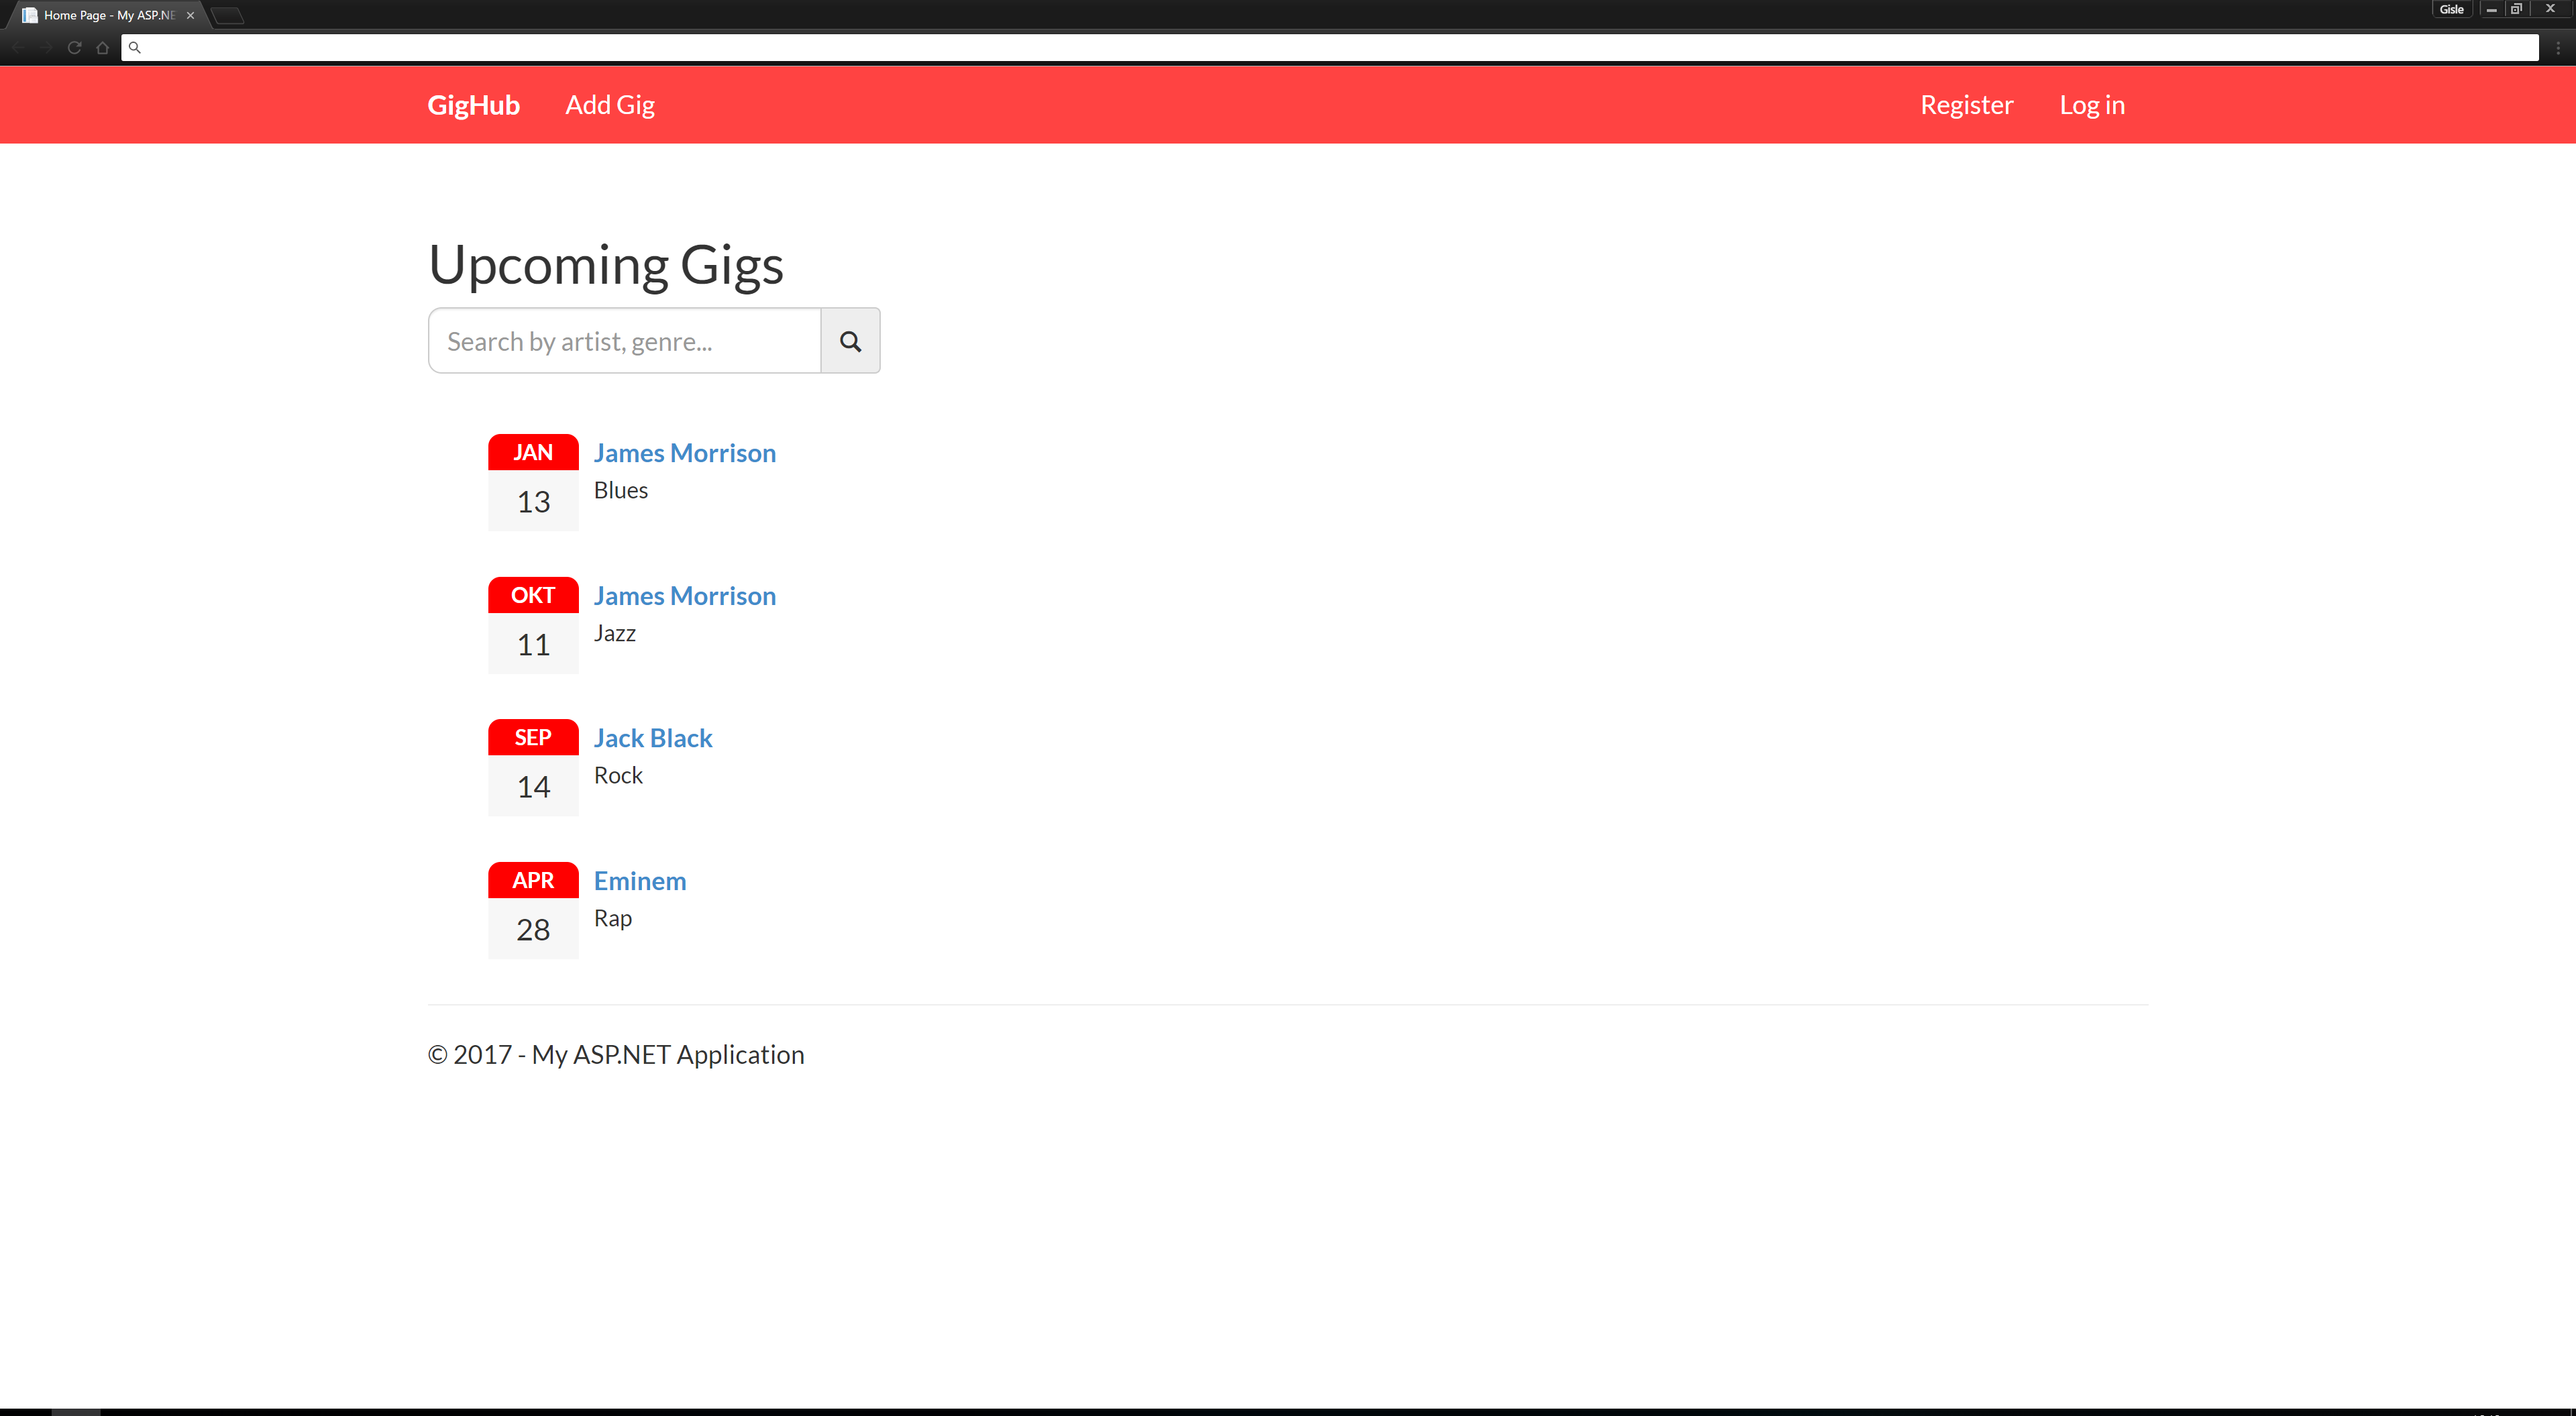 Home Page - My ASP.NE
Gisle
GigHub Add Gig Register Log in
Upcoming Gigs
Search by artist, genre...
JAN
13
James Morrison
Blues
OKT
11
James Morrison
Jazz
SEP
14
Jack Black
Rock
APR
28
Eminem
Rap
© 2017 - My ASP.NET Application